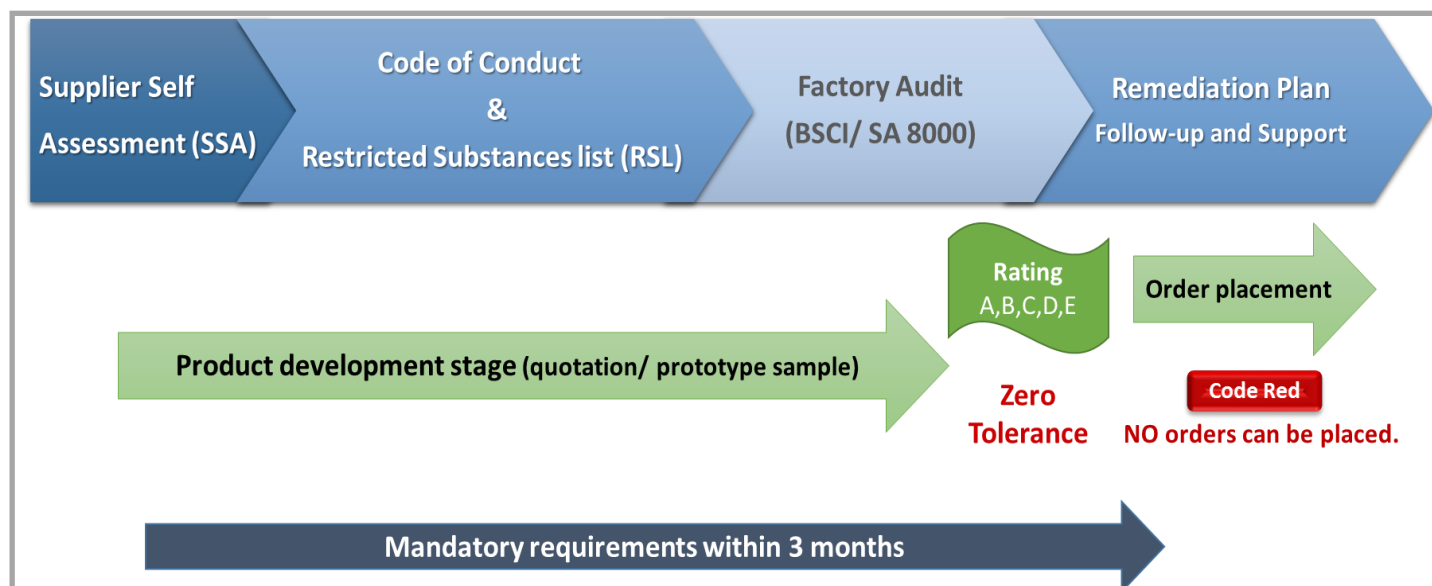 Supplier Self
Assessment (SSA)
Code of Conduct
&
Restricted Substances list (RSL)
Factory Audit
(BSCI/ SA 8000)
Remediation Plan
Follow-up and Support
Rating
A,B,C,D,E
Order placement
Product development stage (quotation/ prototype sample)
Zero
Tolerance
Code Red
NO orders can be placed.
Mandatory requirements within 3 months